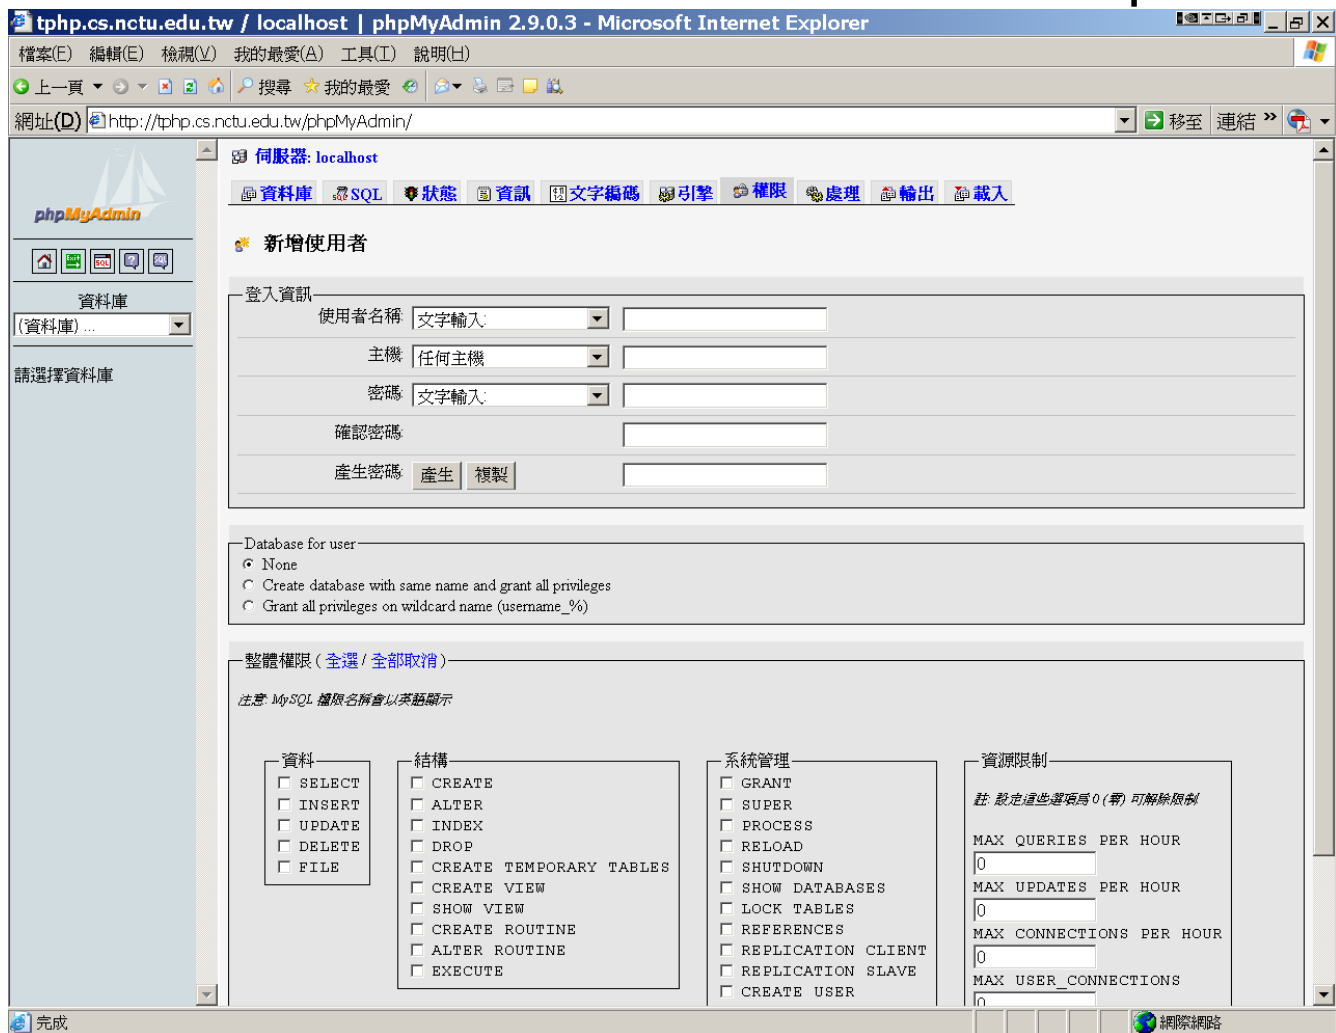 tphp.cs.nctu.edu.tw / localhost | phpMyAdmin 2.9.0.3 - Microsoft Internet Explorer
檔案(F) 編輯(E) 檢視(V) 我的最愛(A) 工具(T) 說明(H)
上一頁 搜尋 我的最愛
網址(D) http://tphp.cs.nctu.edu.tw/phpMyAdmin/ 移至 連結 »
phpMyAdmin
SQL
資料庫
(資料庫) ...
請選擇資料庫
伺服器: localhost
資料庫 SQL 狀態 資訊 文字編碼 引擎 權限 處理 輸出 載入
新增使用者
登入資訊
使用者名稱: 文字輸入:
主機: 任何主機
密碼: 文字輸入:
確認密碼:
產生密碼: 產生 複製
Database for user
None
Create database with same name and grant all privileges
Grant all privileges on wildcard name (username_%)
整體權限 ( 全選 / 全部取消 )
注意: MySQL 權限名稱會以英語顯示
資料
SELECT
INSERT
UPDATE
DELETE
FILE
結構
CREATE
ALTER
INDEX
DROP
CREATE TEMPORARY TABLES
CREATE VIEW
SHOW VIEW
CREATE ROUTINE
ALTER ROUTINE
EXECUTE
系統管理
GRANT
SUPER
PROCESS
RELOAD
SHUTDOWN
SHOW DATABASES
LOCK TABLES
REFERENCES
REPLICATION CLIENT
REPLICATION SLAVE
CREATE USER
資源限制
註: 設定這些選項為 0 (零) 可解除限制
MAX QUERIES PER HOUR
0
MAX UPDATES PER HOUR
0
MAX CONNECTIONS PER HOUR
0
MAX USER_CONNECTIONS
0
完成 網際網路